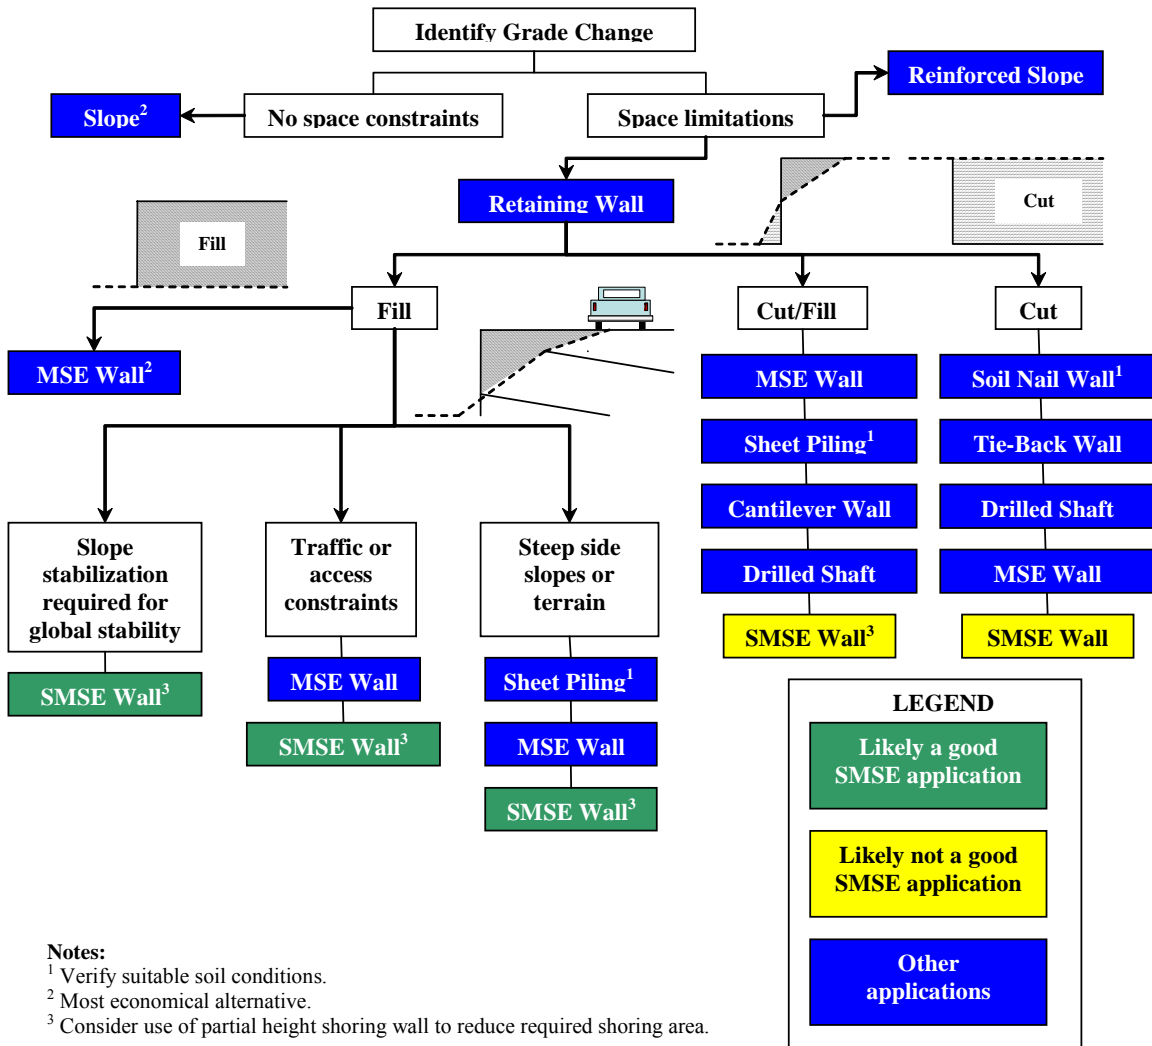 Identify Grade Change
Reinforced Slope
Slope²
No space constraints
Space limitations
Retaining Wall
Fill
Cut
Fill
Cut/Fill
Cut
MSE Wall²
MSE Wall
Sheet Piling¹
Cantilever Wall
Drilled Shaft
SMSE Wall³
Soil Nail Wall¹
Tie-Back Wall
Drilled Shaft
MSE Wall
SMSE Wall
Slope
stabilization
required for
global stability
SMSE Wall³
Traffic or
access
constraints
MSE Wall
SMSE Wall³
Steep side
slopes or
terrain
Sheet Piling¹
MSE Wall
SMSE Wall³
LEGEND
Likely a good
SMSE application
Likely not a good
SMSE application
Other
applications
Notes:
¹ Verify suitable soil conditions.
² Most economical alternative.
³ Consider use of partial height shoring wall to reduce required shoring area.